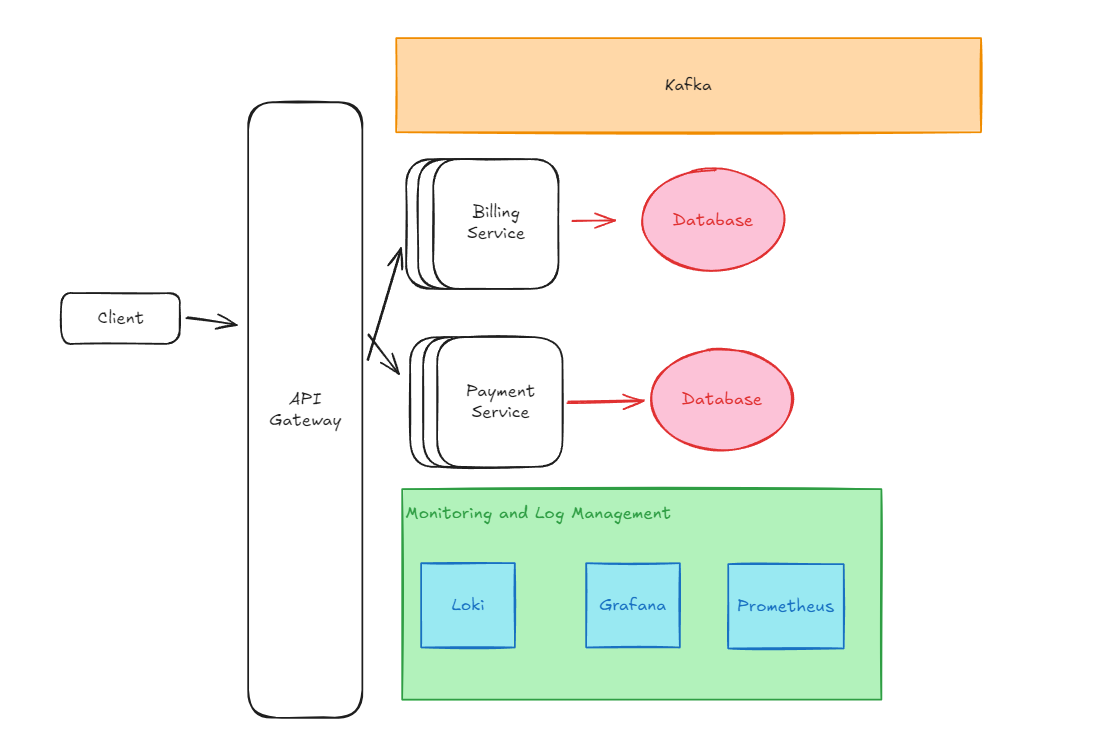 Kafka
Billing
Service
Database
Client
API
Gateway
Payment
Service
Database
Monitoring and Log Management
Loki
Grafana
Prometheus